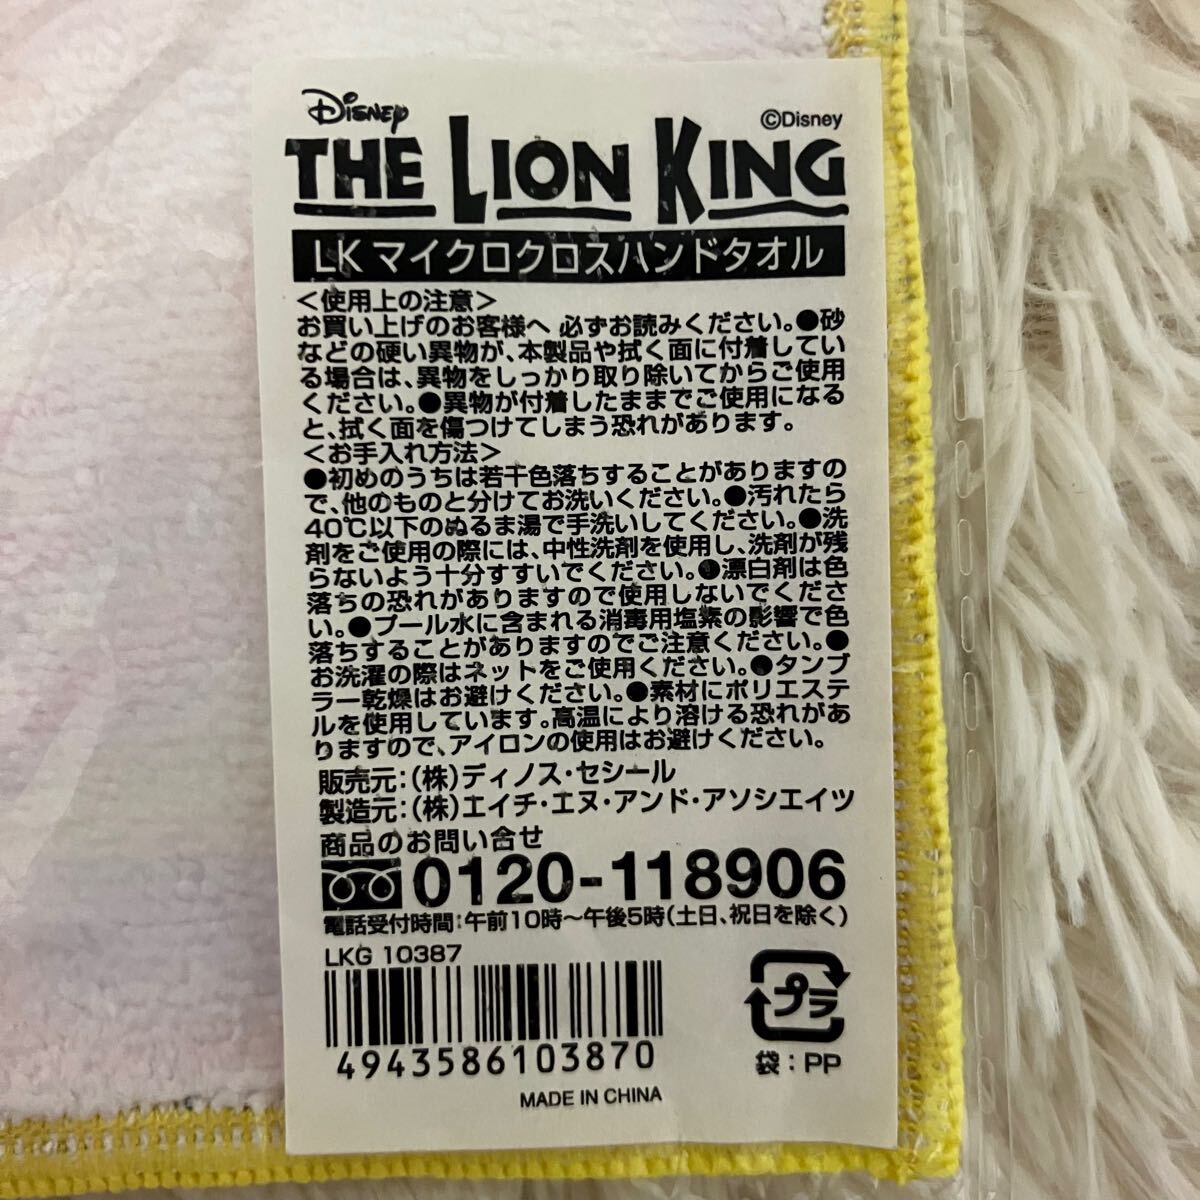 Disney
©Disney
THE LION KING
LKマイクロクロスハンドタオル
＜使用上の注意＞
お買い上げのお客様へ 必ずお読みください。●砂
などの硬い異物が、本製品や拭く面に付着してい
る場合は、異物をしっかり取り除いてからご使用
ください。●異物が付着したままでご使用になる
と、拭く面を傷つけてしまう恐れがあります。
＜お手入れ方法＞
●初めのうちは若干色落ちすることがありますの
で、他のものと分けてお洗いください。●汚れたら
40℃以下のぬるま湯で手洗いしてください。●洗
剤をご使用の際には、中性洗剤を使用し、洗剤が残
らないよう十分すすいでください。●漂白剤は色
落ちの恐れがありますので使用しないでくださ
い。●プール水に含まれる消毒用塩素の影響で色
落ちすることがありますのでご注意ください。●
お洗濯の際はネットをご使用ください。●タンブ
ラー乾燥はお避けください。●素材にポリエステ
ルを使用しています。高温により溶ける恐れがあ
りますので、アイロンの使用はお避けください。
販売元：（株）ディノス・セシール
製造元：（株）エイチ・エヌ・アンド・アソシエイツ
商品のお問い合せ
0120-118906
電話受付時間：午前10時～午後5時（土日、祝日を除く）
LKG 10387
4943586103870
プラ
袋：PP
MADE IN CHINA